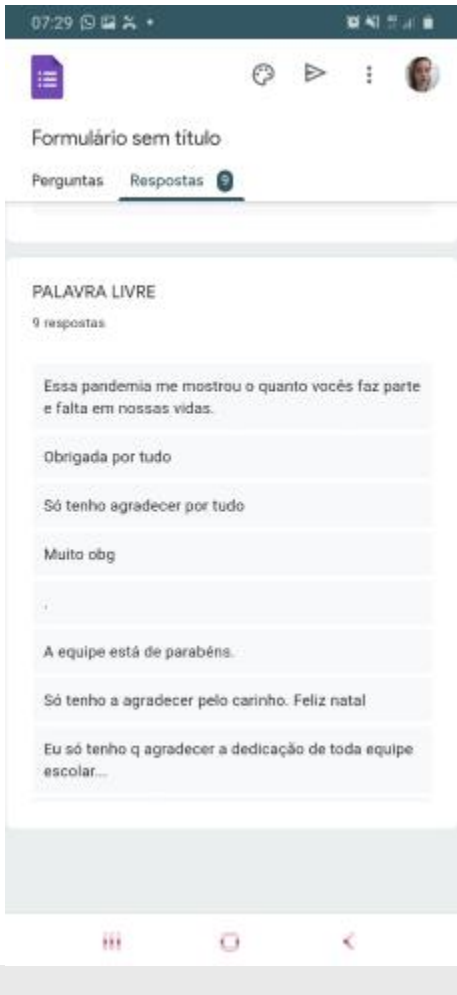 07:29
Formulário sem título
Perguntas Respostas 9
PALAVRA LIVRE
9 respostas
Essa pandemia me mostrou o quanto vocês faz parte
e falta em nossas vidas.
Obrigada por tudo
Só tenho agradecer por tudo
Muito obg
.
A equipe está de parabéns.
Só tenho a agradecer pelo carinho. Feliz natal
Eu só tenho q agradecer a dedicação de toda equipe
escolar...